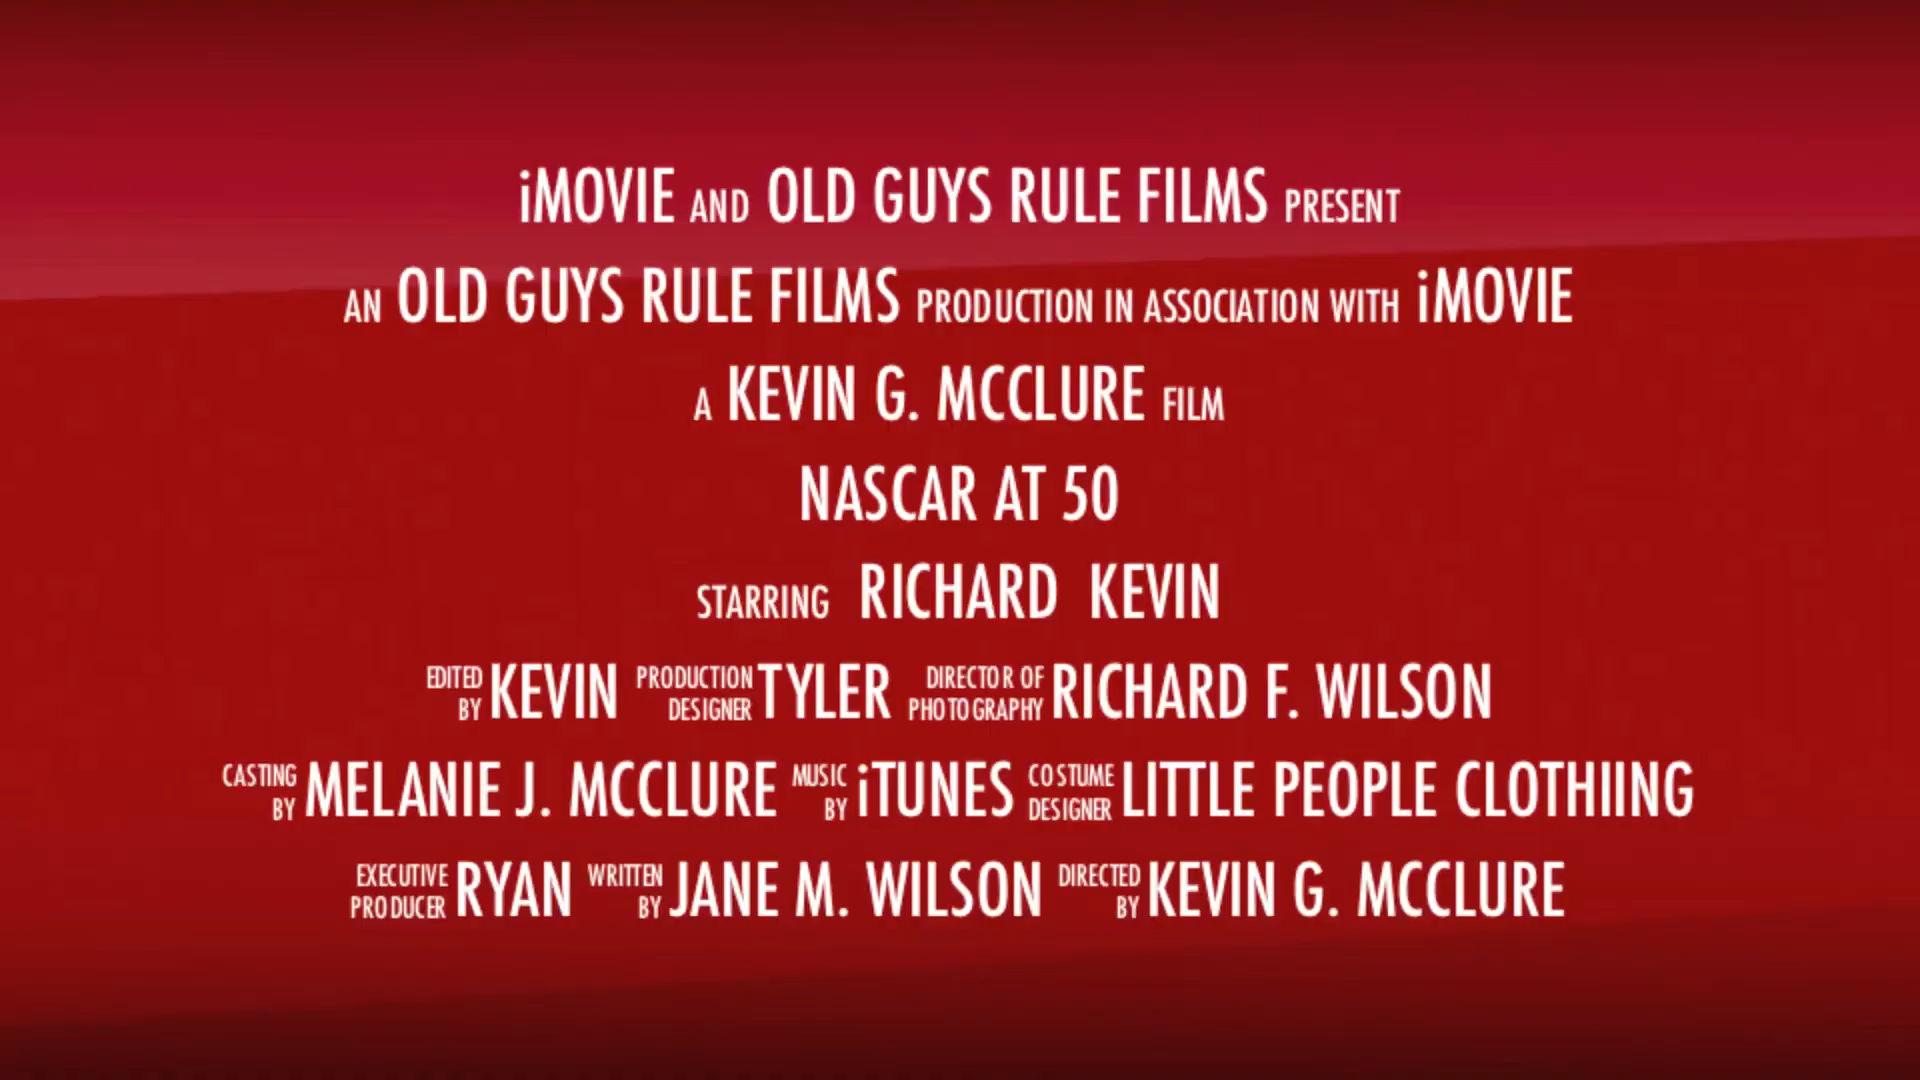 iMOVIE AND OLD GUYS RULE FILMS PRESENT
AN OLD GUYS RULE FILMS PRODUCTION IN ASSOCIATION WITH iMOVIE
A KEVIN G. MCCLURE FILM
NASCAR AT 50
STARRING RICHARD KEVIN
EDITED BY KEVIN PRODUCTION DESIGNER TYLER DIRECTOR OF PHOTOGRAPHY RICHARD F. WILSON
CASTING BY MELANIE J. MCCLURE MUSIC BY iTUNES COSTUME DESIGNER LITTLE PEOPLE CLOTHIING
EXECUTIVE PRODUCER RYAN WRITTEN BY JANE M. WILSON DIRECTED BY KEVIN G. MCCLURE